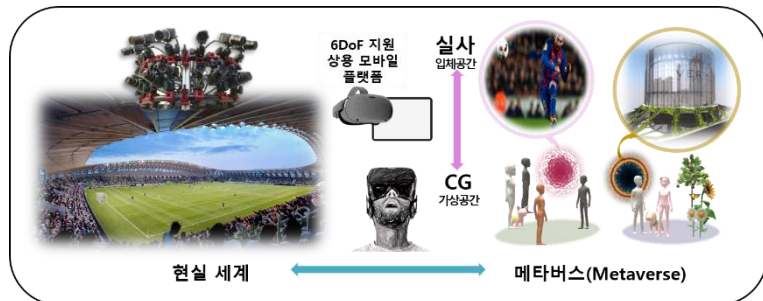 6DoF 지원
상용 모바일
플랫폼
실사
입체공간
CG
가상공간
현실 세계
메타버스(Metaverse)